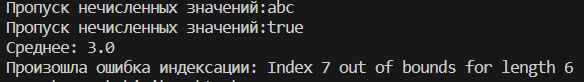 Пропуск нечисленных значений:abc
Пропуск нечисленных значений:true
Среднее: 3.0
Произошла ошибка индексации: Index 7 out of bounds for length 6